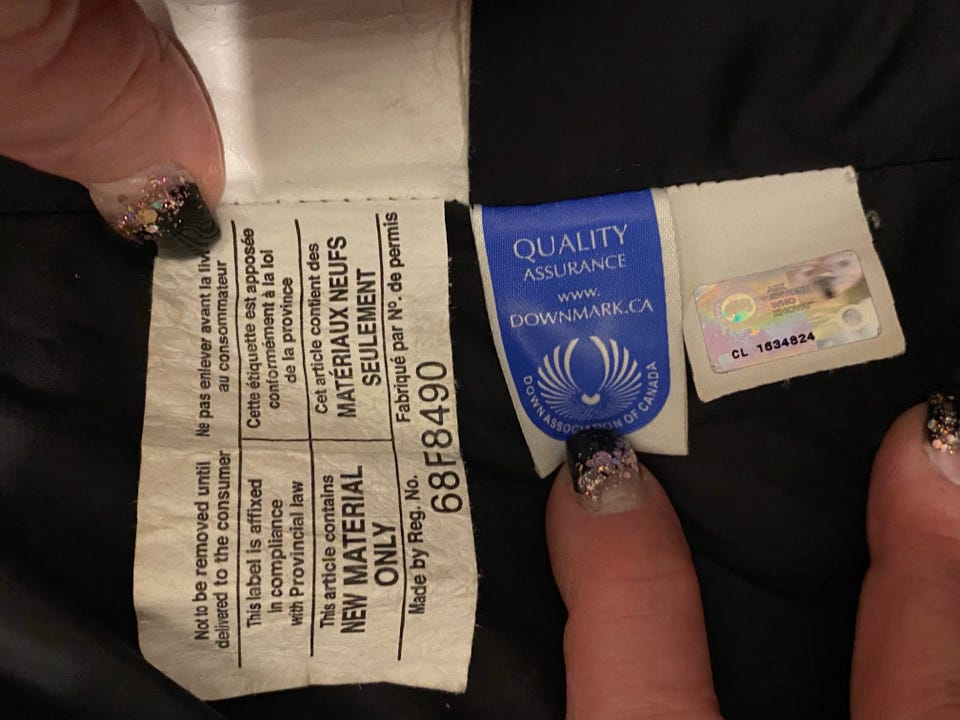 Not to be removed until
delivered to the consumer
Ne pas enlever avant la
au consommateur
This label is affixed
In compliance
with Provincial law
Cette étiquette est apposée
conformément à la loi
de la province
This article contains
NEW MATERIAL
ONLY
Cet article contient des
MATÉRIAUX NEUFS
SEULEMENT
Made by Reg. No.
Fabriqué par Nº. de permis
68F8490
QUALITY
ASSURANCE
www.
DOWNMARK.CA
DOWN ASSOCIATION OF CANADA
CL 1634824